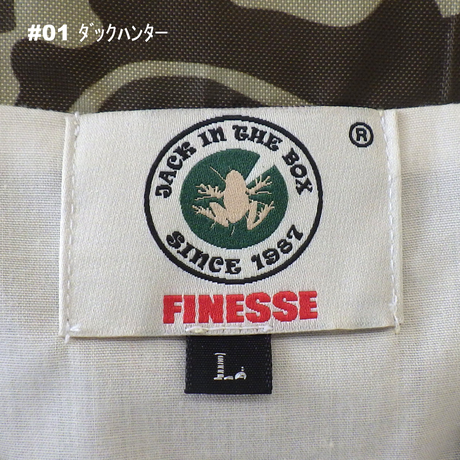 #01 ﾀﾞｯｸﾊﾝﾀｰ
®
JACK IN THE BOX
SINCE 1987
FINESSE
L